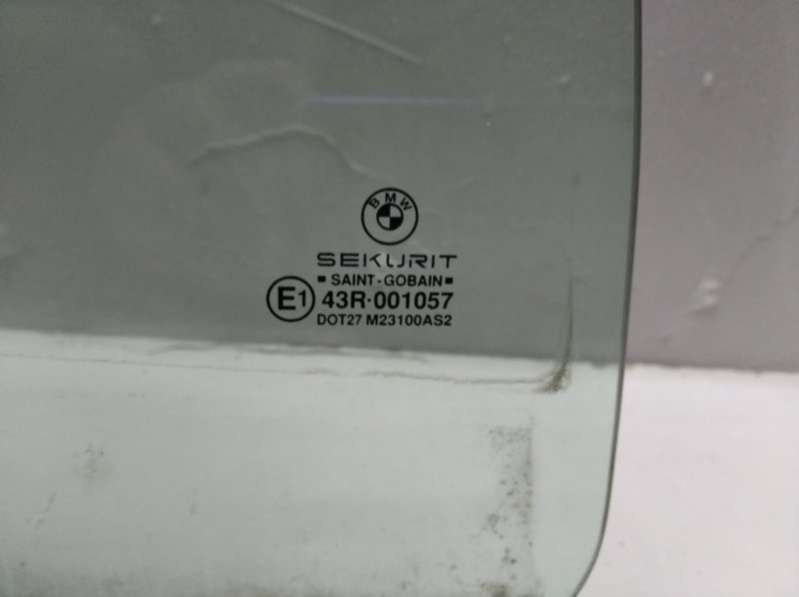 BMW
SEKURIT
SAINT-GOBAIN
E1 43R·001057
DOT27 M23100AS2